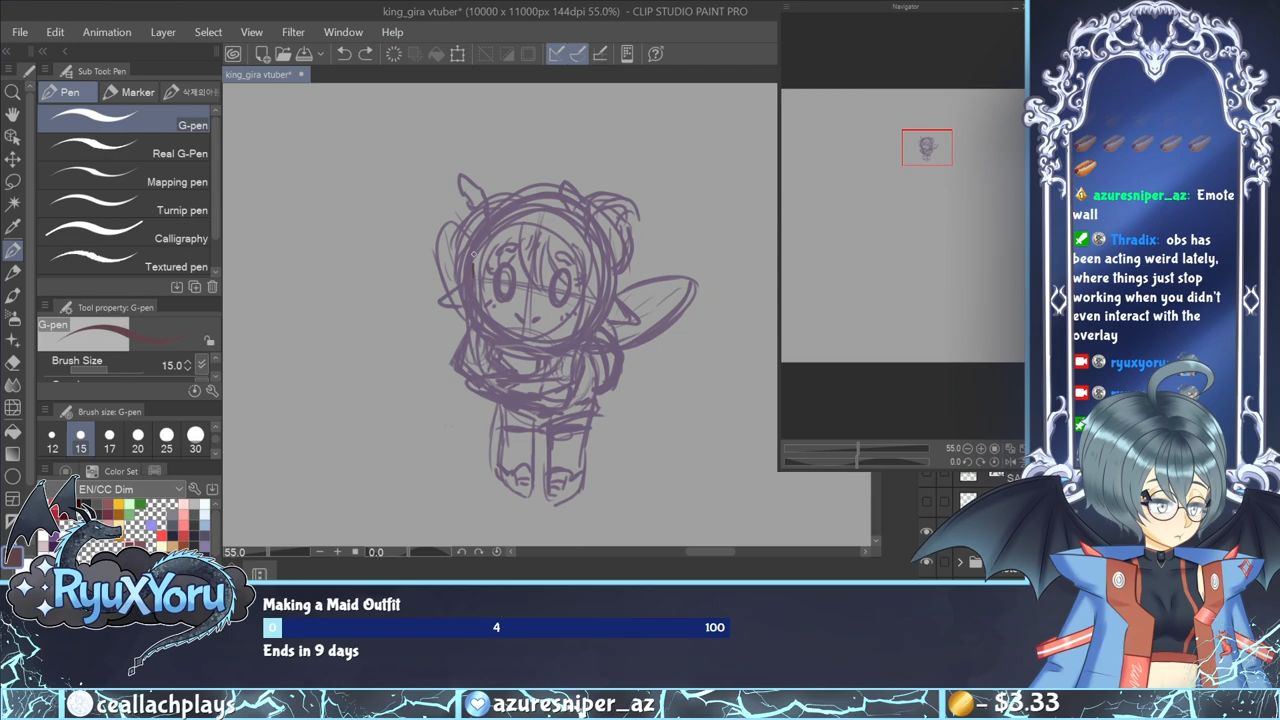 king_gira vtuber* (10000 x 11000px 144dpi 55.0%) - CLIP STUDIO PAINT PRO
Navigator
File Edit Animation Layer Select View Filter Window Help
Sub Tool: Pen
king_gira vtuber*
Pen Marker
G-pen
Real G-Pen
Mapping pen
Turnip pen
Calligraphy
Textured pen
Tool property: G-pen
G-pen
Brush Size 15.0
Brush size: G-pen
12 15 17 20 25 30
Color Set
EN/CC Dim
55.0 0.0
55.0
0.0
azuresniper_az: Emote
wall
Thradix: obs has
been acting weird lately,
where things just stop
working when you didn't
even interact with the
overlay
ryuxyoru
RyuXYoru
Making a Maid Outfit
0 4 100
Ends in 9 days
ceallachplays
azuresniper_az
- $3.33